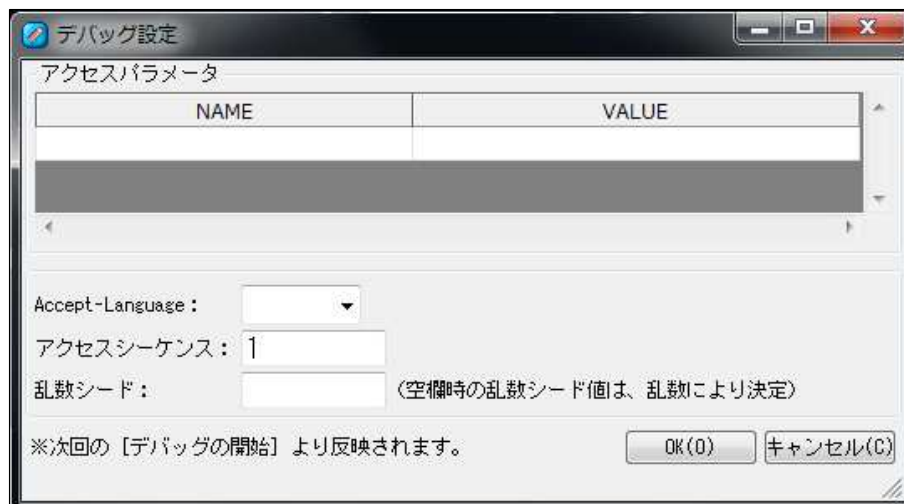 デバッグ設定
アクセスパラメータ
NAME VALUE
Accept-Language：
アクセスシーケンス： 1
乱数シード： （空欄時の乱数シード値は、乱数により決定）
※次回の［デバッグの開始］より反映されます。 OK(O) キャンセル(C)